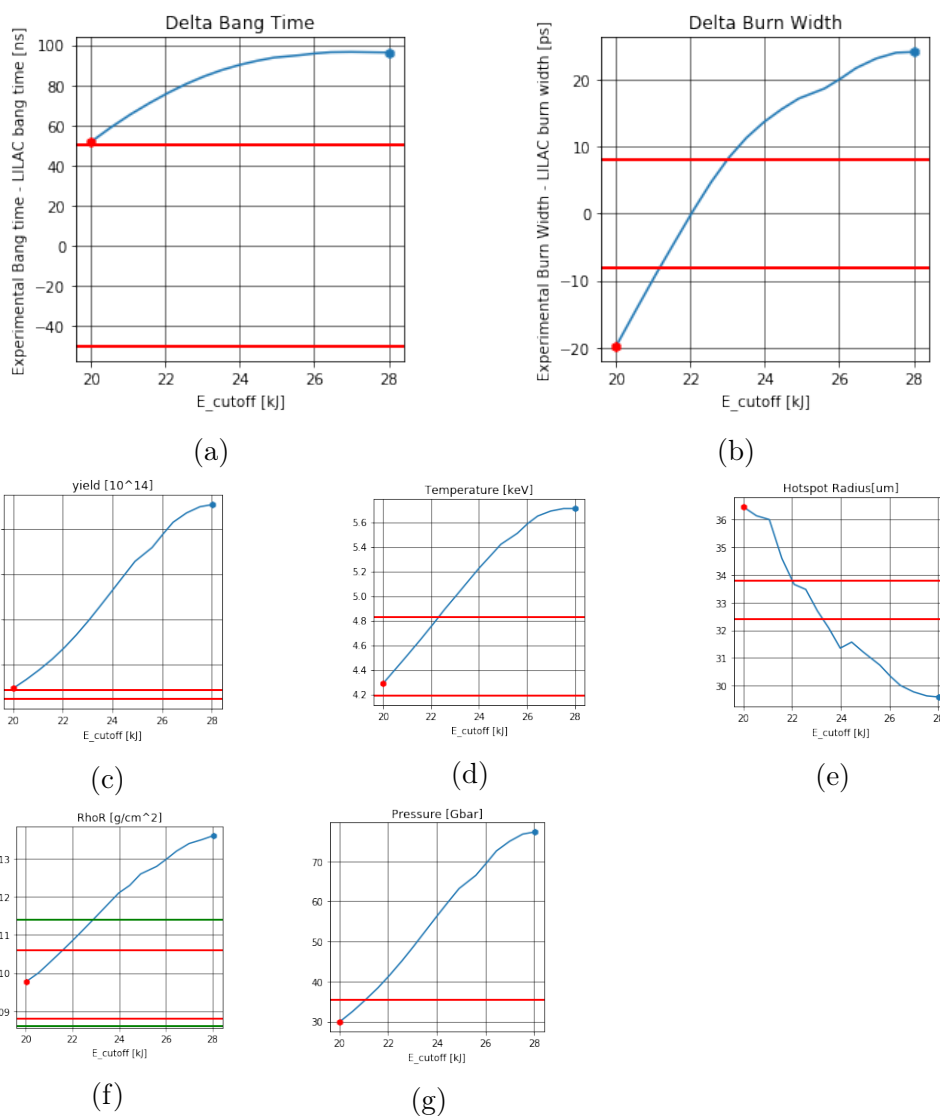 Delta Bang Time
Experimental Bang time - LILAC bang time [ns]
100
80
60
40
20
0
−20
−40
20 22 24 26 28
E_cutoff [kJ]
(a)
Delta Burn Width
Experimental Burn Width - LILAC burn width [ps]
20
10
0
−10
−20
20 22 24 26 28
E_cutoff [kJ]
(b)
yield [10^14]
20 22 24 26 28
E_cutoff [kJ]
(c)
Temperature [keV]
5.6
5.4
5.2
5.0
4.8
4.6
4.4
4.2
20 22 24 26 28
E_cutoff [kJ]
(d)
Hotspot Radius[um]
36
35
34
33
32
31
30
20 22 24 26 28
E_cutoff [kJ]
(e)
RhoR [g/cm^2]
13
12
11
10
09
20 22 24 26 28
E_cutoff [kJ]
(f)
Pressure [Gbar]
70
60
50
40
30
20 22 24 26 28
E_cutoff [kJ]
(g)